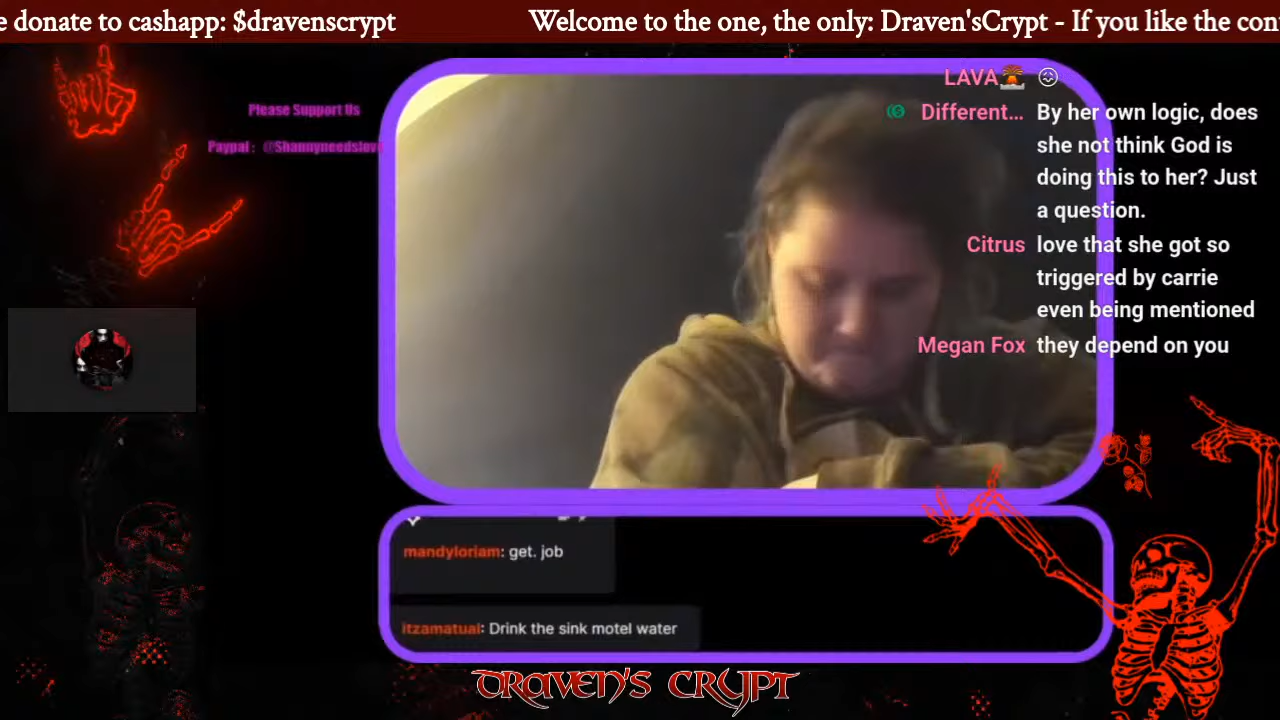 e donate to cashapp: $dravenscrypt Welcome to the one, the only: Draven'sCrypt - If you like the con
Please Support Us
Paypal : @Shannyneedslove
LAVA🌋 ☹
Different… By her own logic, does
she not think God is
doing this to her? Just
a question.
Citrus love that she got so
triggered by carrie
even being mentioned
Megan Fox they depend on you
mandyloriam: get. job
itzamatual: Drink the sink motel water
DRAVEN'S CRYPT